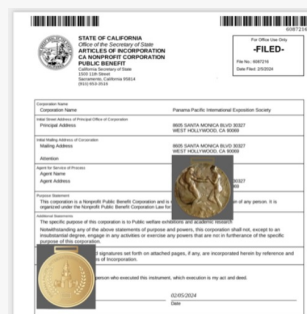 6087216
STATE OF CALIFORNIA
Office of the Secretary of State
ARTICLES OF INCORPORATION
CA NONPROFIT CORPORATION
PUBLIC BENEFIT
California Secretary of State
1500 11th Street
Sacramento, California 95814
For Office Use Only
-FILED-
File No.: 6087216
Date Filed: 2/5/2024
Corporation Name
Corporation Name Panama Pacific International Exposition Society
Initial Street Address of Principal Office of Corporation
Principal Address 8605 SANTA MONICA BLVD 30327
WEST HOLLYWOOD, CA 90069
Initial Mailing Address of Corporation
Mailing Address 8605 SANTA MONICA BLVD 30327
WEST HOLLYWOOD, CA 90069
Attention
Agent for Service of Process
Agent Name
Agent Address
Purpose Statement
This corporation is a Nonprofit Public Benefit Corporation and is of any person. It is
organized under the Nonprofit Public Benefit Corporation Law for
Additional Statements
The specific purpose of this corporation is to Public welfare exhibitions and academic research
Notwithstanding any of the above statements of purpose and powers, this corporation shall not, except to an
insubstantial degree, engage in any activities or exercise any powers that are not in furtherance of the specific
purpose of this corporation.
signatures set forth on attached pages, if any, are incorporated herein by reference and
of Incorporation.
person who executed this instrument, which execution is my act and deed.
02/05/2024
Date